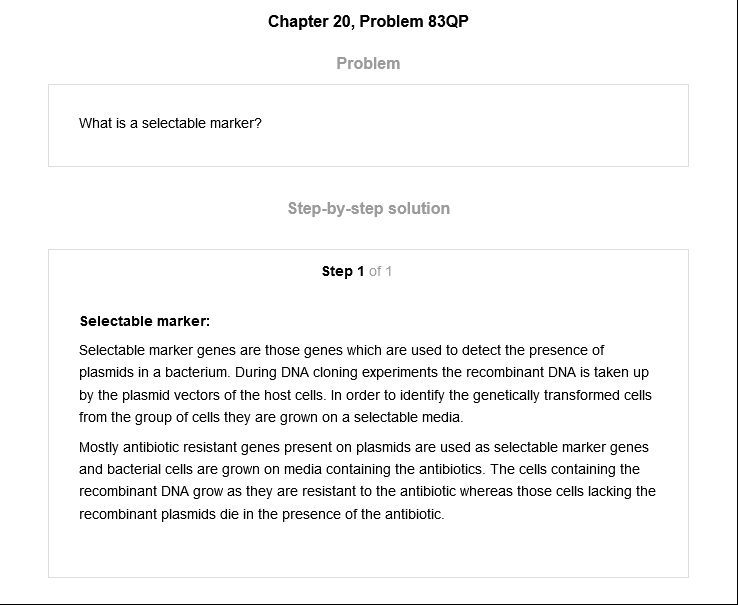 Chapter 20, Problem 83QP
Problem
What is a selectable marker?
Step-by-step solution
Step 1 of 1
Selectable marker:
Selectable marker genes are those genes which are used to detect the presence of
plasmids in a bacterium. During DNA cloning experiments the recombinant DNA is taken up
by the plasmid vectors of the host cells. In order to identify the genetically transformed cells
from the group of cells they are grown on a selectable media.
Mostly antibiotic resistant genes present on plasmids are used as selectable marker genes
and bacterial cells are grown on media containing the antibiotics. The cells containing the
recombinant DNA grow as they are resistant to the antibiotic whereas those cells lacking the
recombinant plasmids die in the presence of the antibiotic.